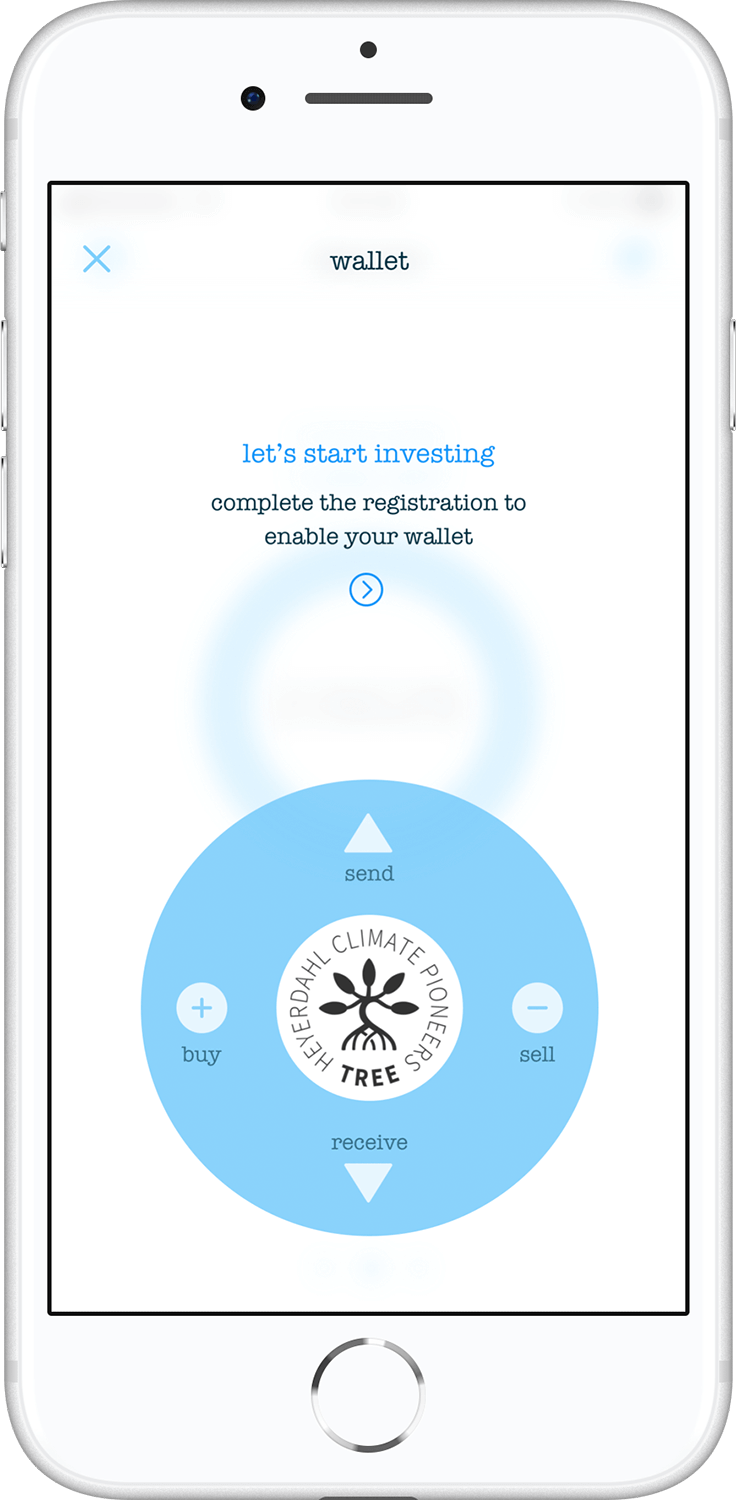 wallet
let's start investing
complete the registration to
enable your wallet
send
HEYERDAHL CLIMATE PIONEERS
TREE
buy
sell
receive